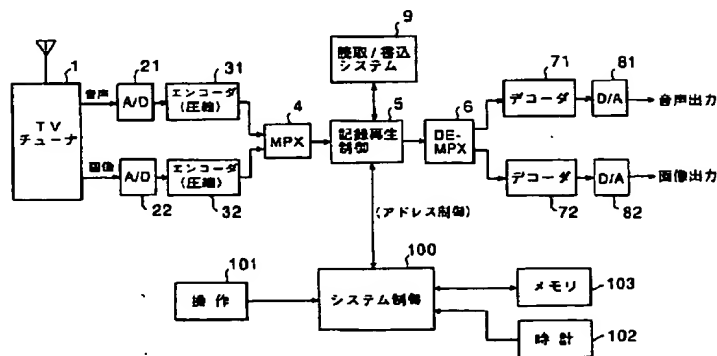 9
読取/書込
システム
1
音声
21
A/D
31
エンコーダ
(圧縮)
4
MPX
5
記録再生
制御
6
DE-
MPX
71
デコーダ
81
D/A
音声出力
TV
チューナ
画像
A/D
22
エンコーダ
(圧縮)
32
デコーダ
72
D/A
82
画像出力
(アドレス制御)
100
システム制御
101
操作
メモリ
103
時計
102